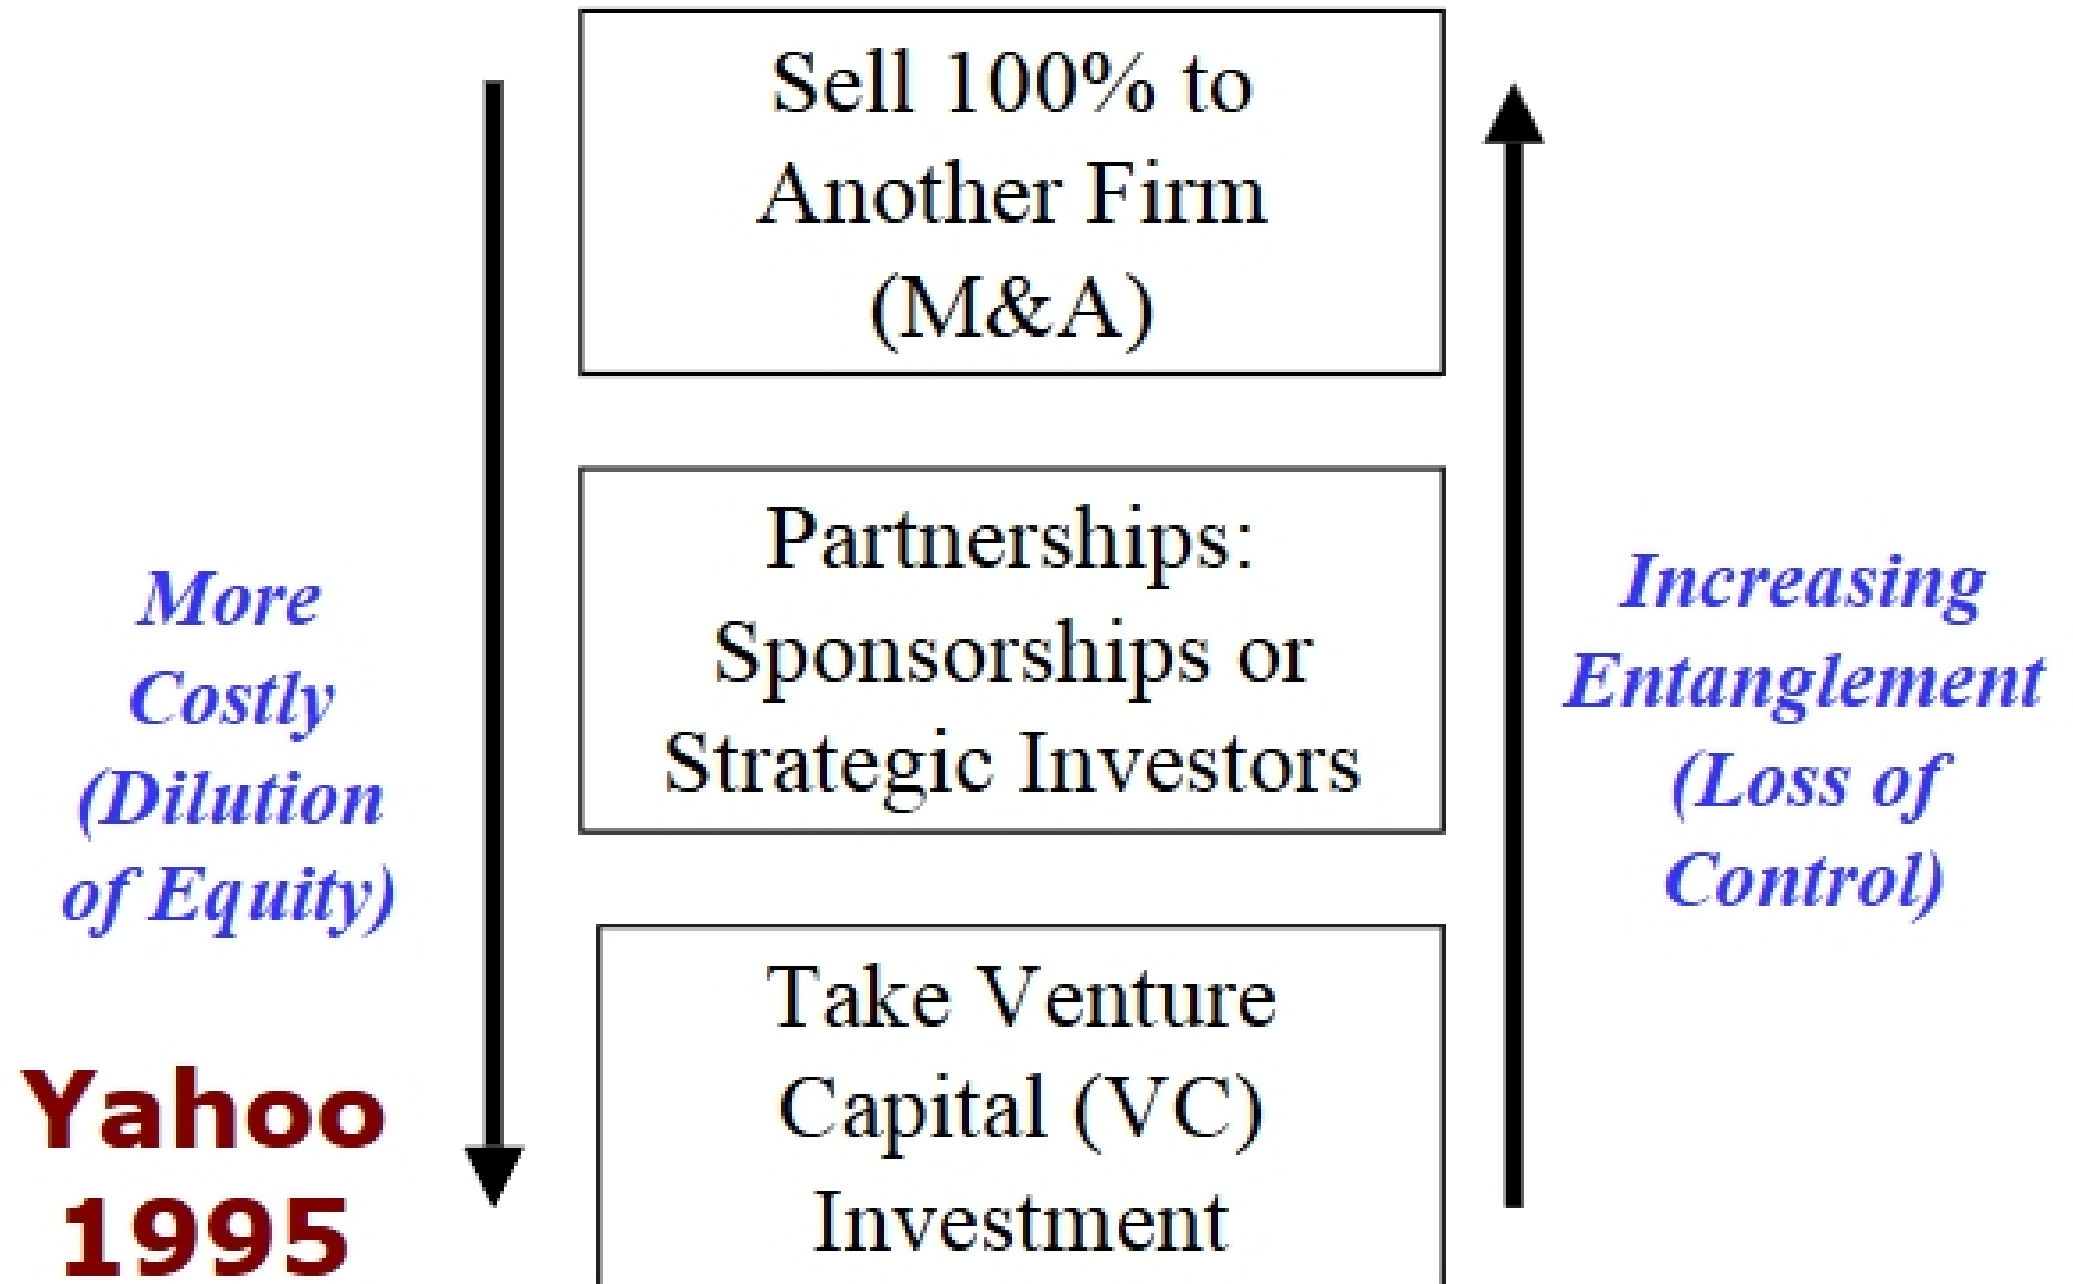 Sell 100% to
Another Firm
(M&A)
Partnerships:
Sponsorships or
Strategic Investors
Take Venture
Capital (VC)
Investment
More
Costly
(Dilution
of Equity)
Increasing
Entanglement
(Loss of
Control)
Yahoo
1995